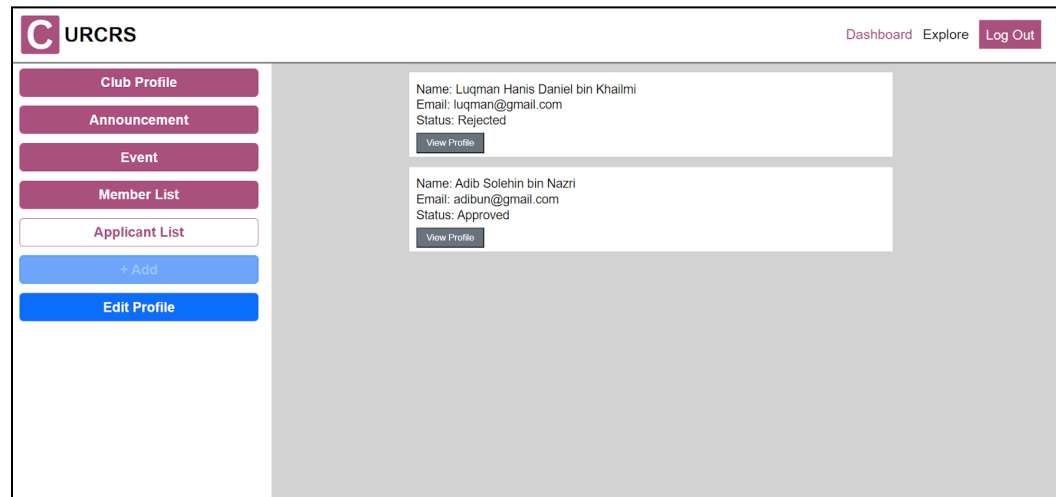 C URCRS
Dashboard Explore Log Out
Club Profile
Announcement
Event
Member List
Applicant List
+ Add
Edit Profile
Name: Luqman Hanis Daniel bin Khailmi
Email: luqman@gmail.com
Status: Rejected
View Profile
Name: Adib Solehin bin Nazri
Email: adibun@gmail.com
Status: Approved
View Profile